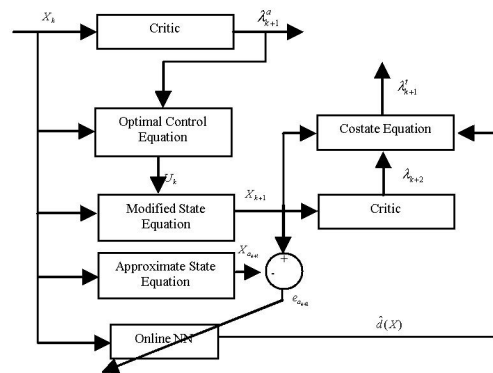 X_k
Critic
λ^a_{k+1}
Optimal Control
Equation
U_k
λ^t_{k+1}
Costate Equation
λ_{k+2}
Modified State
Equation
X_{k+1}
Critic
Approximate State
Equation
X_{a_{k+1}}
+
-
e_{a_{k+1}}
Online NN
d̂(X)